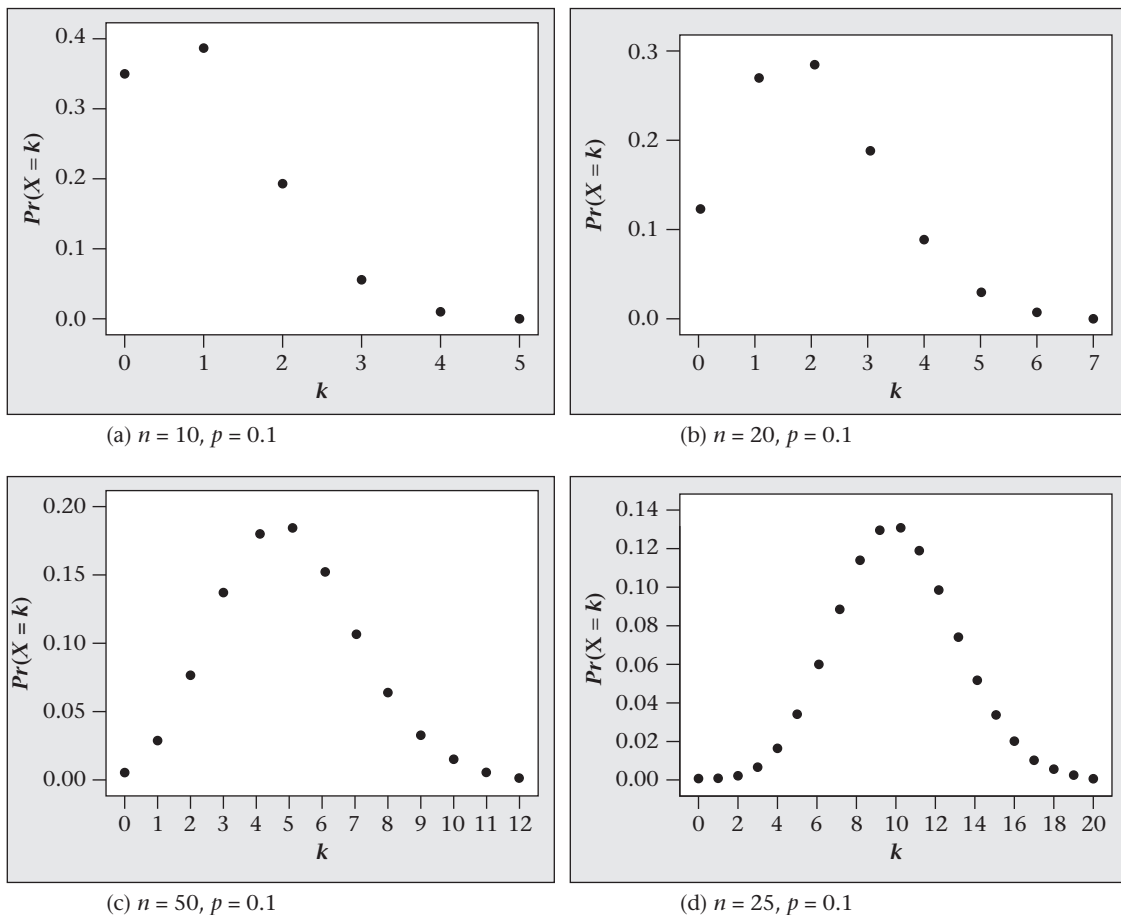 0.4
0.3
0.2
0.1
0.0
Pr(X = k)
0 1 2 3 4 5
k
(a) n = 10, p = 0.1
0.3
0.2
0.1
0.0
Pr(X = k)
0 1 2 3 4 5 6 7
k
(b) n = 20, p = 0.1
0.20
0.15
0.10
0.05
0.00
Pr(X = k)
0 1 2 3 4 5 6 7 8 9 10 11 12
k
(c) n = 50, p = 0.1
0.14
0.12
0.10
0.08
0.06
0.04
0.02
0.00
Pr(X = k)
0 2 4 6 8 10 12 14 16 18 20
k
(d) n = 25, p = 0.1